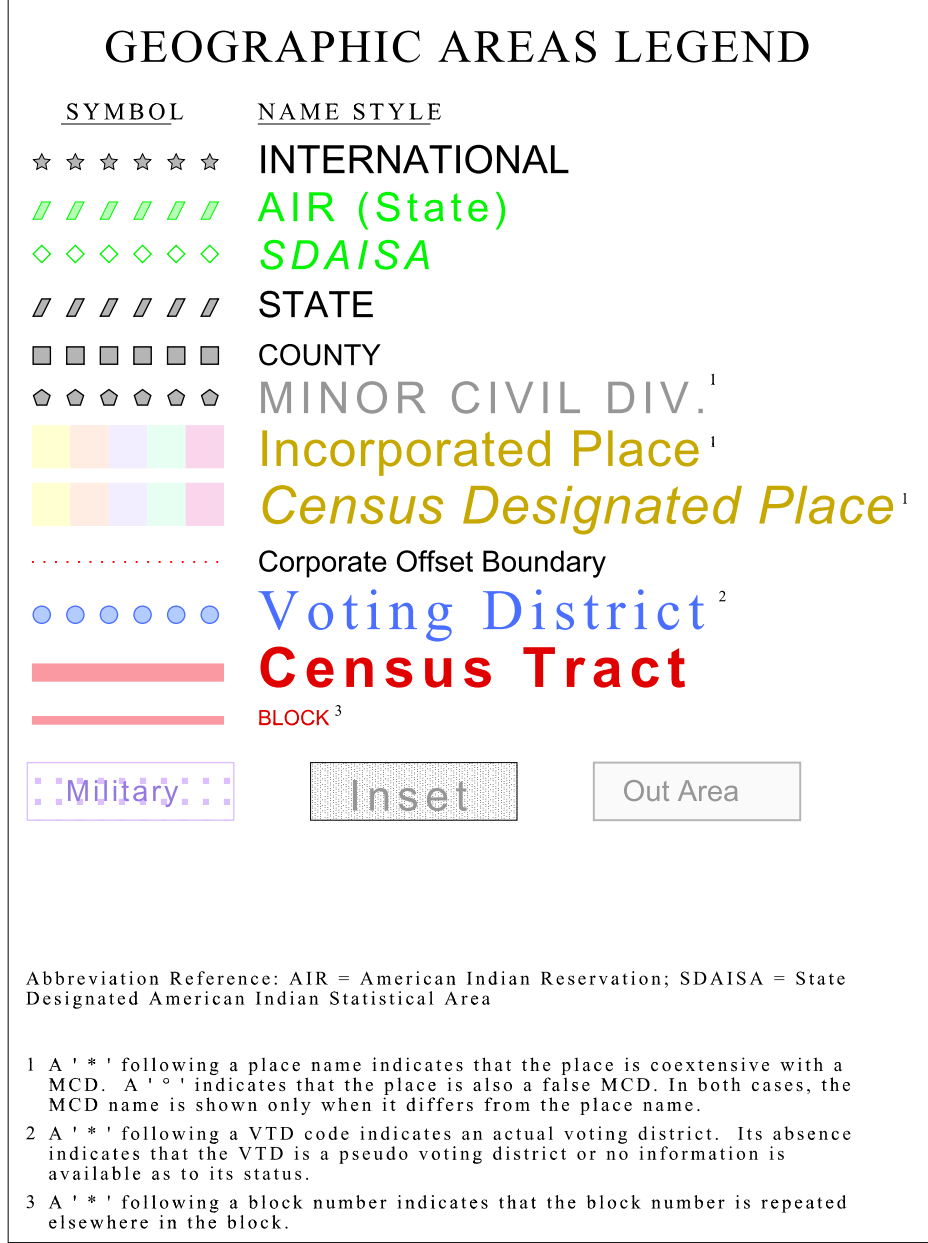 GEOGRAPHIC AREAS LEGEND
SYMBOL NAME STYLE
INTERNATIONAL
AIR (State)
SDAISA
STATE
COUNTY
MINOR CIVIL DIV. 1
Incorporated Place 1
Census Designated Place 1
Corporate Offset Boundary
Voting District 2
Census Tract
BLOCK 3
Military Inset Out Area
Abbreviation Reference: AIR = American Indian Reservation; SDAISA = State
Designated American Indian Statistical Area
1 A ' * ' following a place name indicates that the place is coextensive with a
MCD. A ' ° ' indicates that the place is also a false MCD. In both cases, the
MCD name is shown only when it differs from the place name.
2 A ' * ' following a VTD code indicates an actual voting district. Its absence
indicates that the VTD is a pseudo voting district or no information is
available as to its status.
3 A ' * ' following a block number indicates that the block number is repeated
elsewhere in the block.